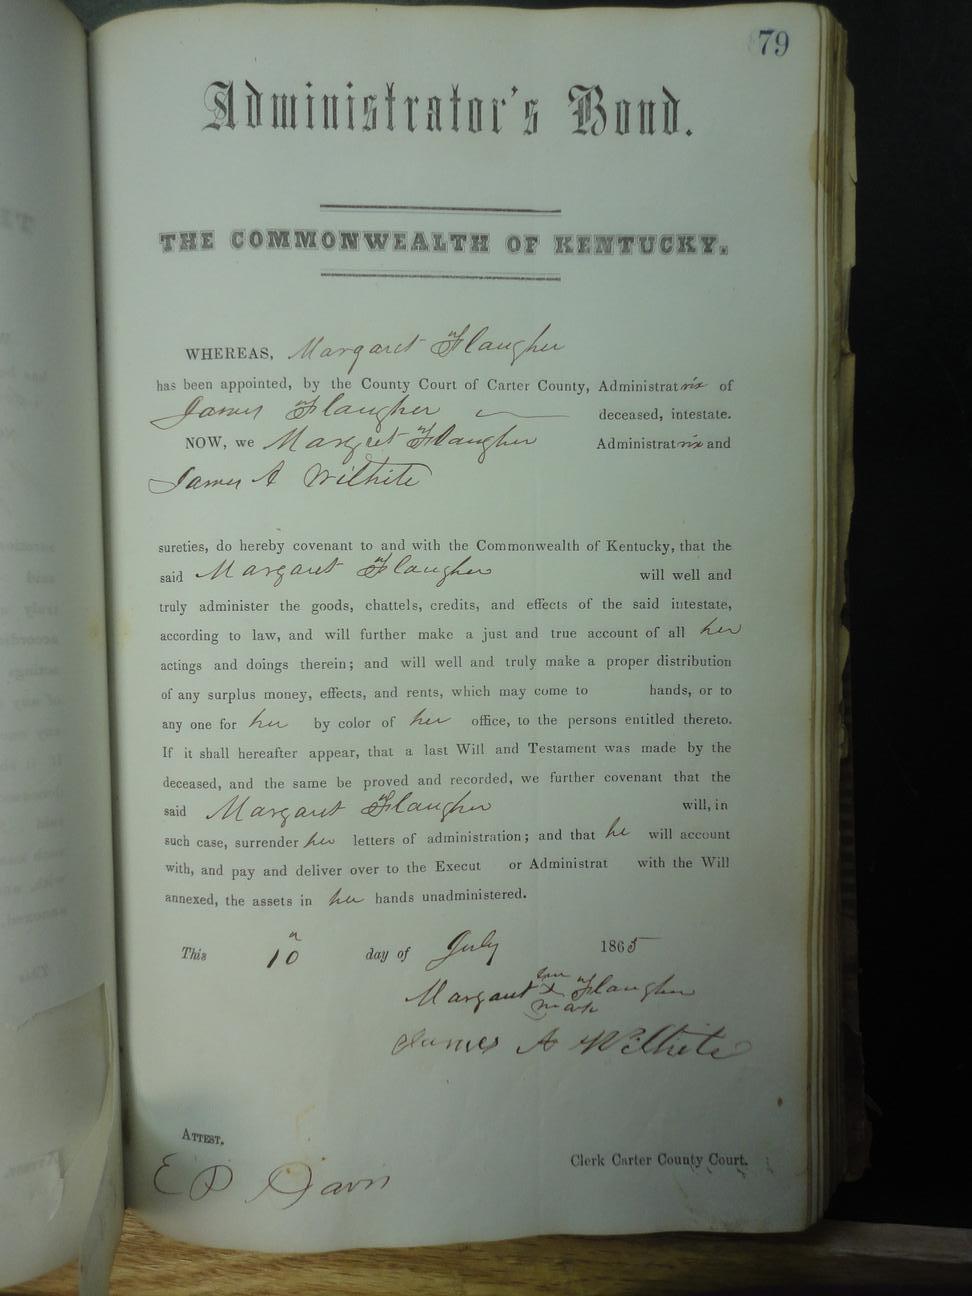 79
Administrator's Bond.
THE COMMONWEALTH OF KENTUCKY.
WHEREAS, Margaret Flaugher
has been appointed, by the County Court of Carter County, Administratrix of
James Flaugher deceased, intestate.
NOW, we Margret Flaugher Administratrix and
James A Wilhite
sureties, do hereby covenant to and with the Commonwealth of Kentucky, that the
said Margaret Flaugher will well and
truly administer the goods, chattels, credits, and effects of the said intestate,
according to law, and will further make a just and true account of all her
actings and doings therein; and will well and truly make a proper distribution
of any surplus money, effects, and rents, which may come to hands, or to
any one for her by color of her office, to the persons entitled thereto.
If it shall hereafter appear, that a last Will and Testament was made by the
deceased, and the same be proved and recorded, we further covenant that the
said Margaret Flaugher will, in
such case, surrender her letters of administration; and that he will account
with, and pay and deliver over to the Execut or Administrat with the Will
annexed, the assets in her hands unadministered.
This 10 day of July 1865
Margaret X Flaugher
mark
James A Wilhite
ATTEST.
Clerk Carter County Court.
E D Davis